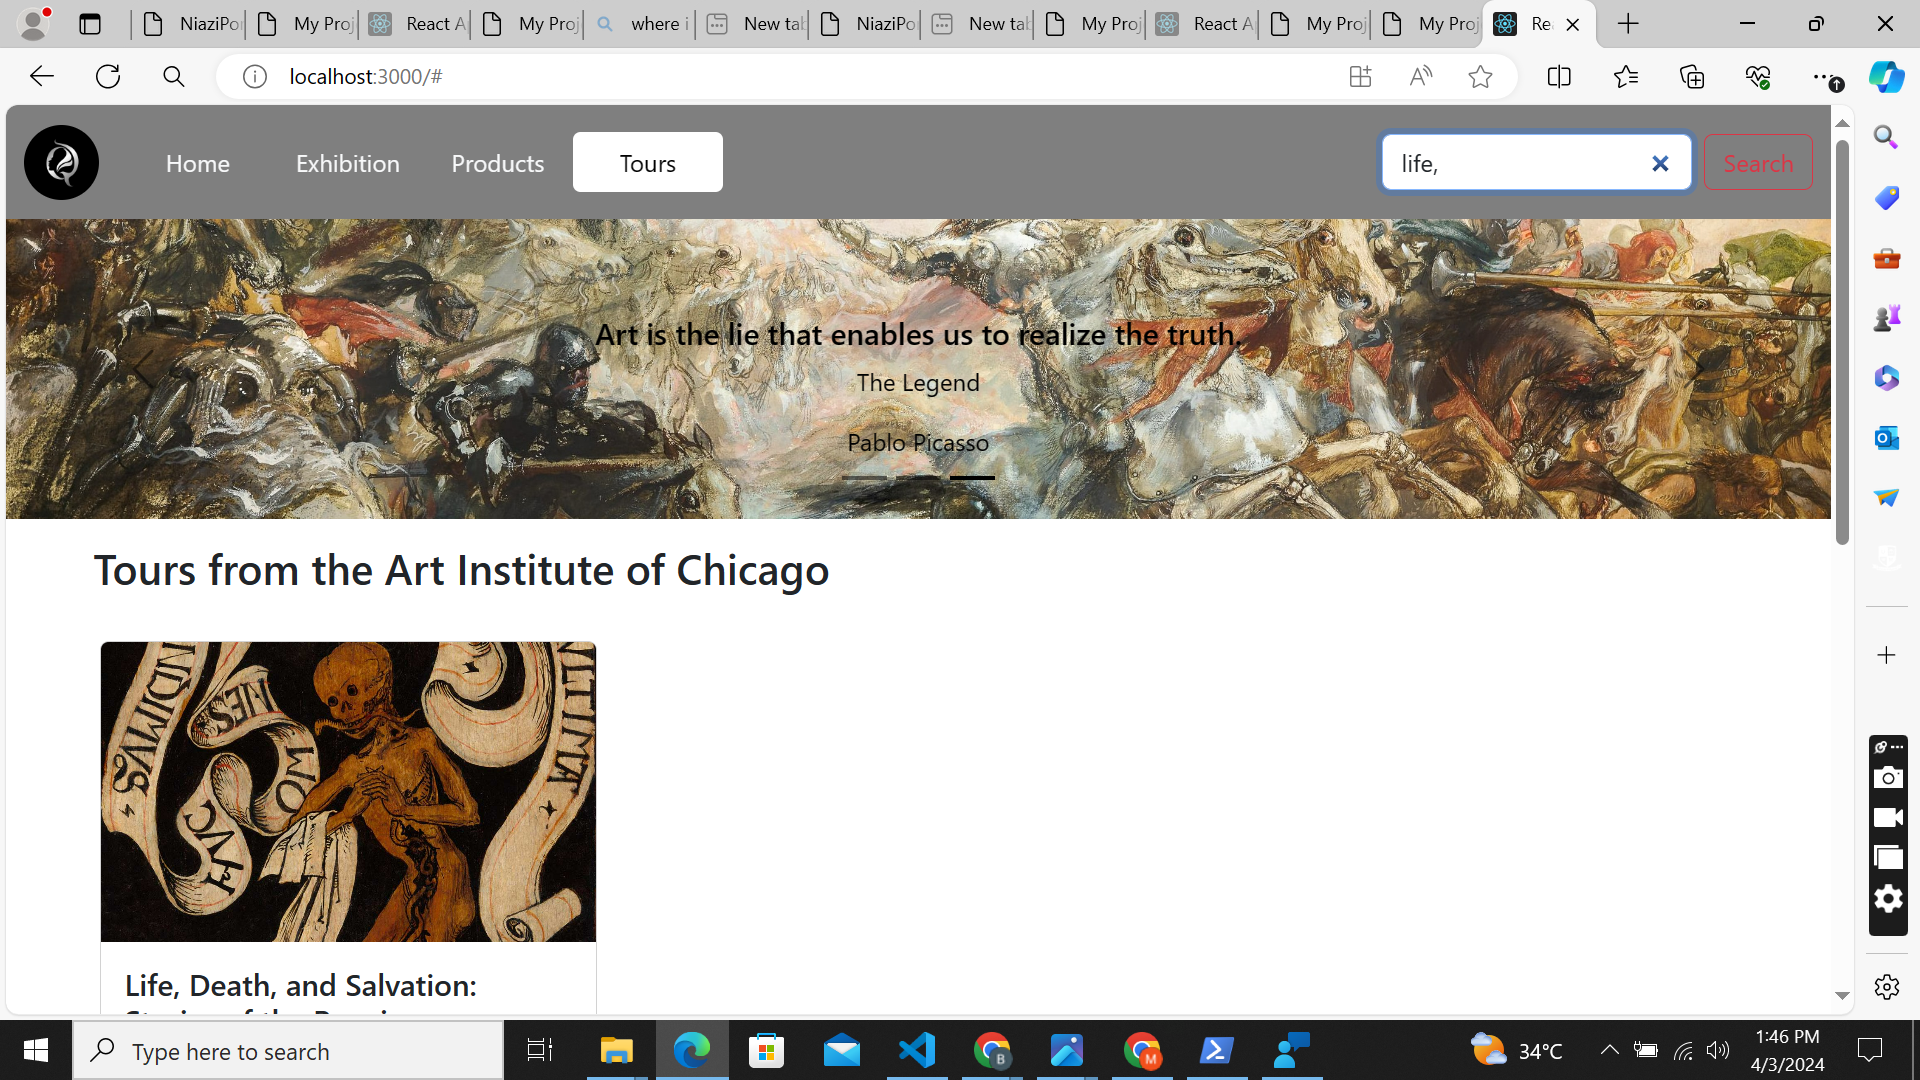 NiaziPo
My Proj
React A
My Proj
where i
New tab
NiaziPo
New tab
My Proj
React A
My Proj
My Proj
Re
localhost:3000/#
Home
Exhibition
Products
Tours
life,
Search
Art is the lie that enables us to realize the truth.
The Legend
Pablo Picasso
Tours from the Art Institute of Chicago
Life, Death, and Salvation:
Type here to search
B
M
34°C
1:46 PM
4/3/2024